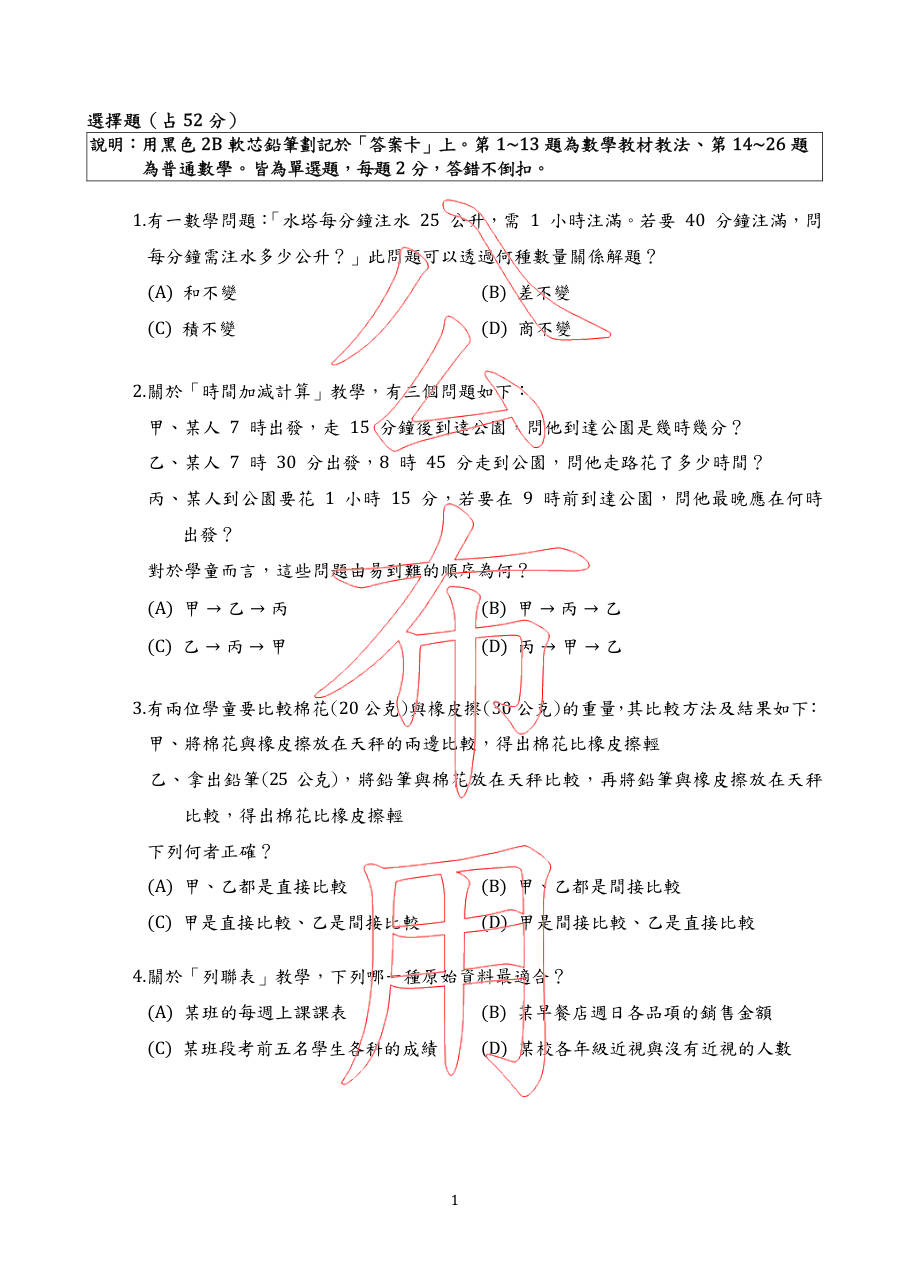 選擇題（占 52 分）
說明：用黑色 2B 軟芯鉛筆劃記於「答案卡」上。第 1~13 題為數學教材教法、第 14~26 題
為普通數學。皆為單選題，每題 2 分，答錯不倒扣。
1.有一數學問題：「水塔每分鐘注水 25 公升，需 1 小時注滿。若要 40 分鐘注滿，問
每分鐘需注水多少公升？」此問題可以透過何種數量關係解題？
(A) 和不變 (B) 差不變
(C) 積不變 (D) 商不變
2.關於「時間加減計算」教學，有三個問題如下：
甲、某人 7 時出發，走 15 分鐘後到達公園，問他到達公園是幾時幾分？
乙、某人 7 時 30 分出發，8 時 45 分走到公園，問他走路花了多少時間？
丙、某人到公園要花 1 小時 15 分，若要在 9 時前到達公園，問他最晚應在何時
出發？
對於學童而言，這些問題由易到難的順序為何？
(A) 甲 → 乙 → 丙 (B) 甲 → 丙 → 乙
(C) 乙 → 丙 → 甲 (D) 丙 → 甲 → 乙
3.有兩位學童要比較棉花(20 公克)與橡皮擦(30 公克)的重量，其比較方法及結果如下：
甲、將棉花與橡皮擦放在天秤的兩邊比較，得出棉花比橡皮擦輕
乙、拿出鉛筆(25 公克)，將鉛筆與棉花放在天秤比較，再將鉛筆與橡皮擦放在天秤
比較，得出棉花比橡皮擦輕
下列何者正確？
(A) 甲、乙都是直接比較 (B) 甲、乙都是間接比較
(C) 甲是直接比較、乙是間接比較 (D) 甲是間接比較、乙是直接比較
4.關於「列聯表」教學，下列哪一種原始資料最適合？
(A) 某班的每週上課課表 (B) 某早餐店週日各品項的銷售金額
(C) 某班段考前五名學生各科的成績 (D) 某校各年級近視與沒有近視的人數
公布用
1